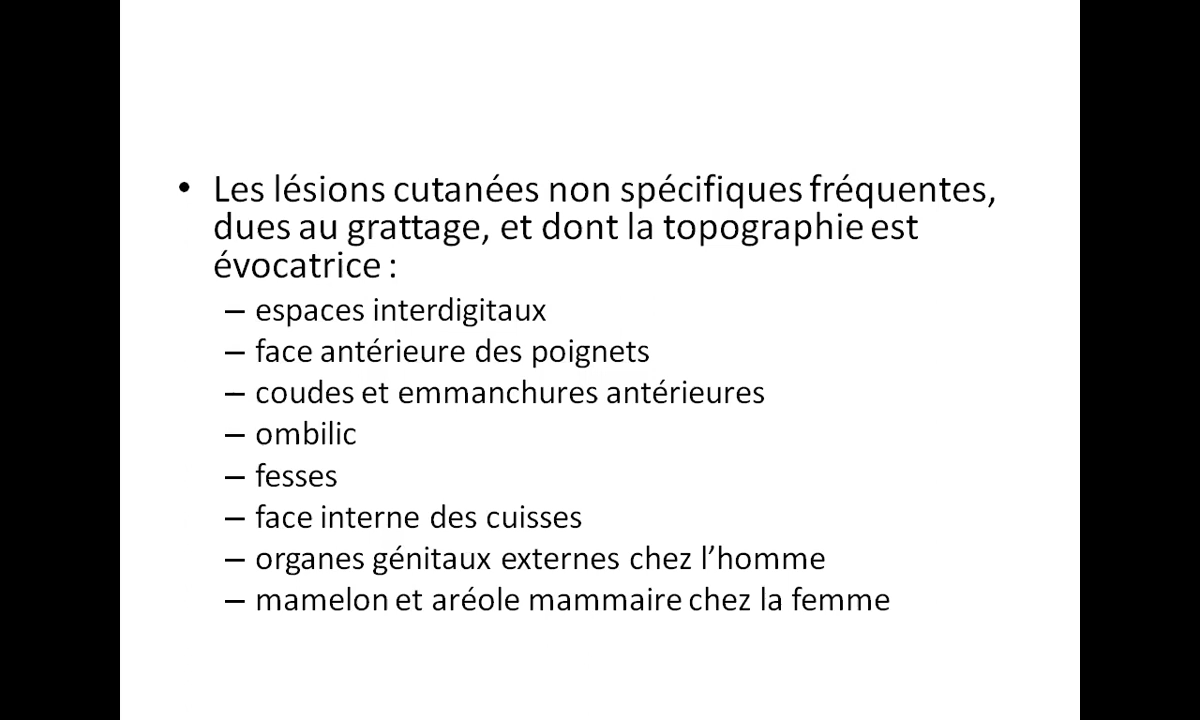 • Les lésions cutanées non spécifiques fréquentes,
dues au grattage, et dont la topographie est
évocatrice :
– espaces interdigitaux
– face antérieure des poignets
– coudes et emmanchures antérieures
– ombilic
– fesses
– face interne des cuisses
– organes génitaux externes chez l’homme
– mamelon et aréole mammaire chez la femme